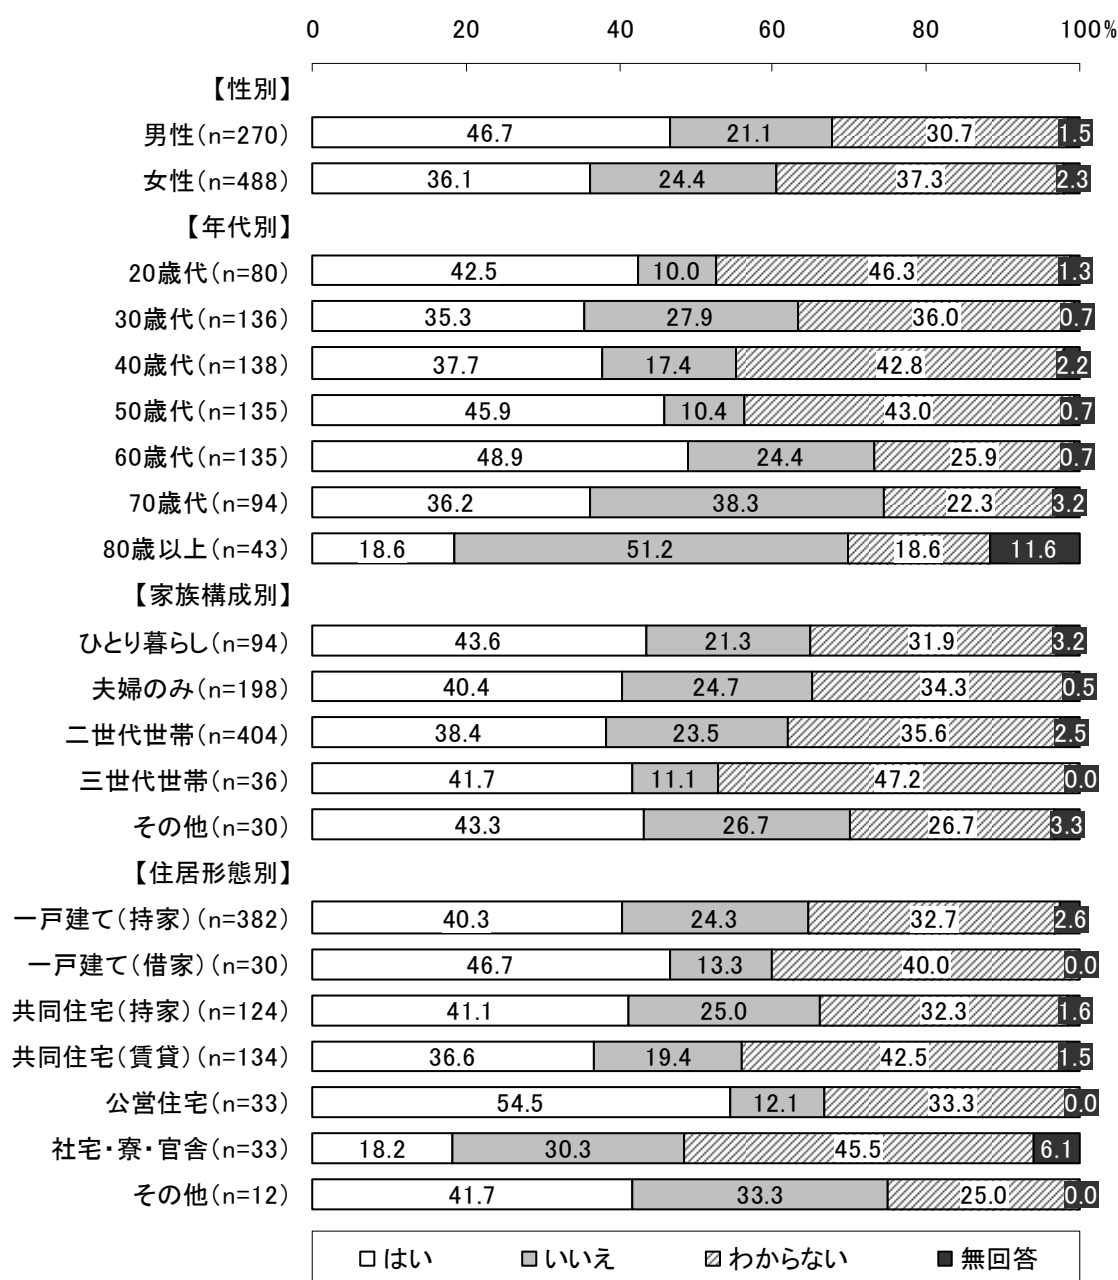 0 20 40 60 80 100%
【性別】
男性(n=270) 46.7 21.1 30.7 1.5
女性(n=488) 36.1 24.4 37.3 2.3
【年代別】
20歳代(n=80) 42.5 10.0 46.3 1.3
30歳代(n=136) 35.3 27.9 36.0 0.7
40歳代(n=138) 37.7 17.4 42.8 2.2
50歳代(n=135) 45.9 10.4 43.0 0.7
60歳代(n=135) 48.9 24.4 25.9 0.7
70歳代(n=94) 36.2 38.3 22.3 3.2
80歳以上(n=43) 18.6 51.2 18.6 11.6
【家族構成別】
ひとり暮らし(n=94) 43.6 21.3 31.9 3.2
夫婦のみ(n=198) 40.4 24.7 34.3 0.5
二世代世帯(n=404) 38.4 23.5 35.6 2.5
三世代世帯(n=36) 41.7 11.1 47.2 0.0
その他(n=30) 43.3 26.7 26.7 3.3
【住居形態別】
一戸建て(持家)(n=382) 40.3 24.3 32.7 2.6
一戸建て(借家)(n=30) 46.7 13.3 40.0 0.0
共同住宅(持家)(n=124) 41.1 25.0 32.3 1.6
共同住宅(賃貸)(n=134) 36.6 19.4 42.5 1.5
公営住宅(n=33) 54.5 12.1 33.3 0.0
社宅・寮・官舎(n=33) 18.2 30.3 45.5 6.1
その他(n=12) 41.7 33.3 25.0 0.0
はい いいえ わからない 無回答